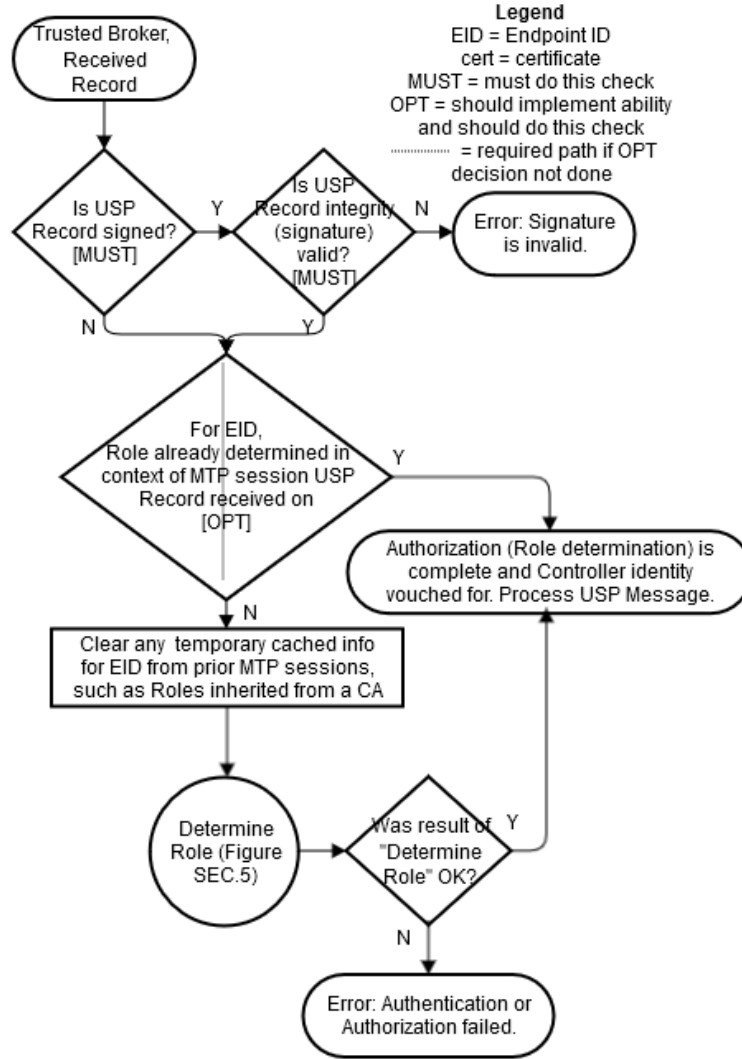 Legend
EID = Endpoint ID
cert = certificate
MUST = must do this check
OPT = should implement ability
and should do this check
= required path if OPT
decision not done
Trusted Broker,
Received
Record
Is USP
Record signed?
[MUST]
Y
Is USP
Record integrity
(signature)
valid?
[MUST]
N
Error: Signature
is invalid.
N
Y
For EID,
Role already determined in
context of MTP session USP
Record received on
[OPT]
Y
Authorization (Role determination) is
complete and Controller identity
vouched for. Process USP Message.
N
Clear any temporary cached info
for EID from prior MTP sessions,
such as Roles inherited from a CA
Determine
Role (Figure
SEC.5)
Was result of
"Determine
Role" OK?
Y
N
Error: Authentication or
Authorization failed.